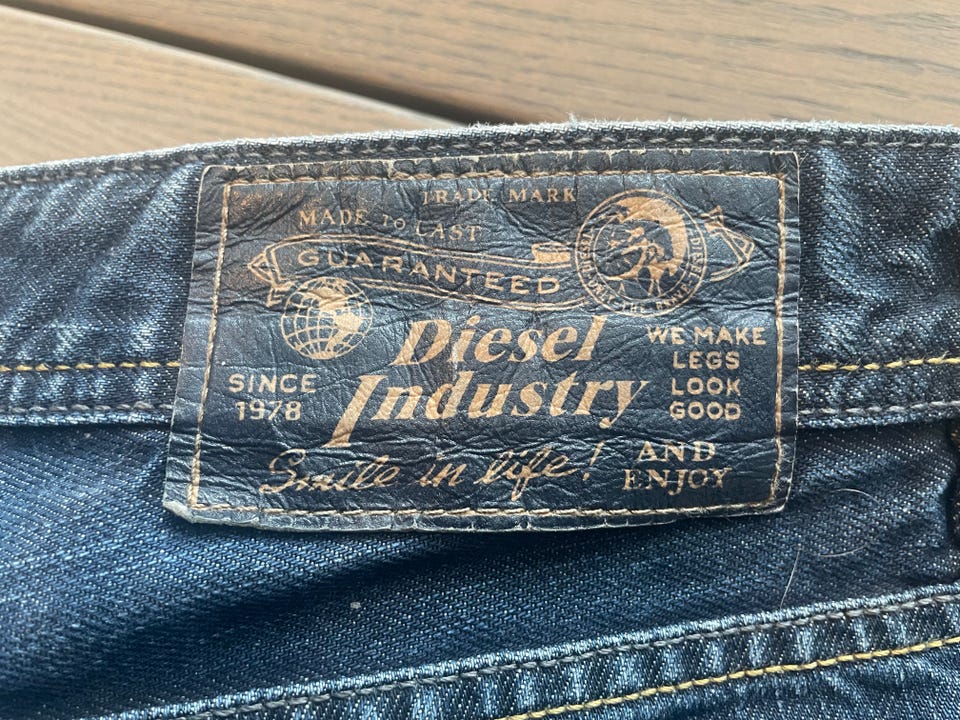 TRADE MARK
MADE TO LAST
GUARANTEED
Diesel
Industry
SINCE
1978
WE MAKE
LEGS
LOOK
GOOD
Smile in life!
AND
ENJOY